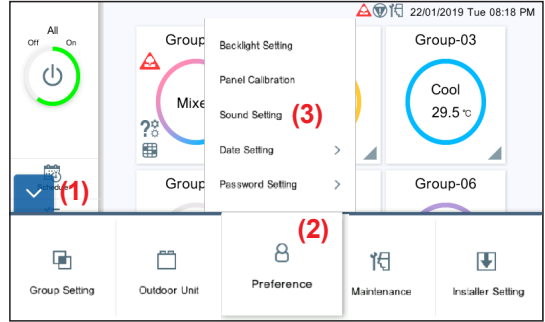 22/01/2019 Tue 08:18 PM
All
Off On
Group
Mixe
?
Backlight Setting
Panel Calibration
Sound Setting (3)
Date Setting >
Password Setting >
Group-03
Cool
29.5 °c
Schedule
(1)
Group
Group-06
(2)
Group Setting
Outdoor Unit
Preference
Maintenance
Installer Setting